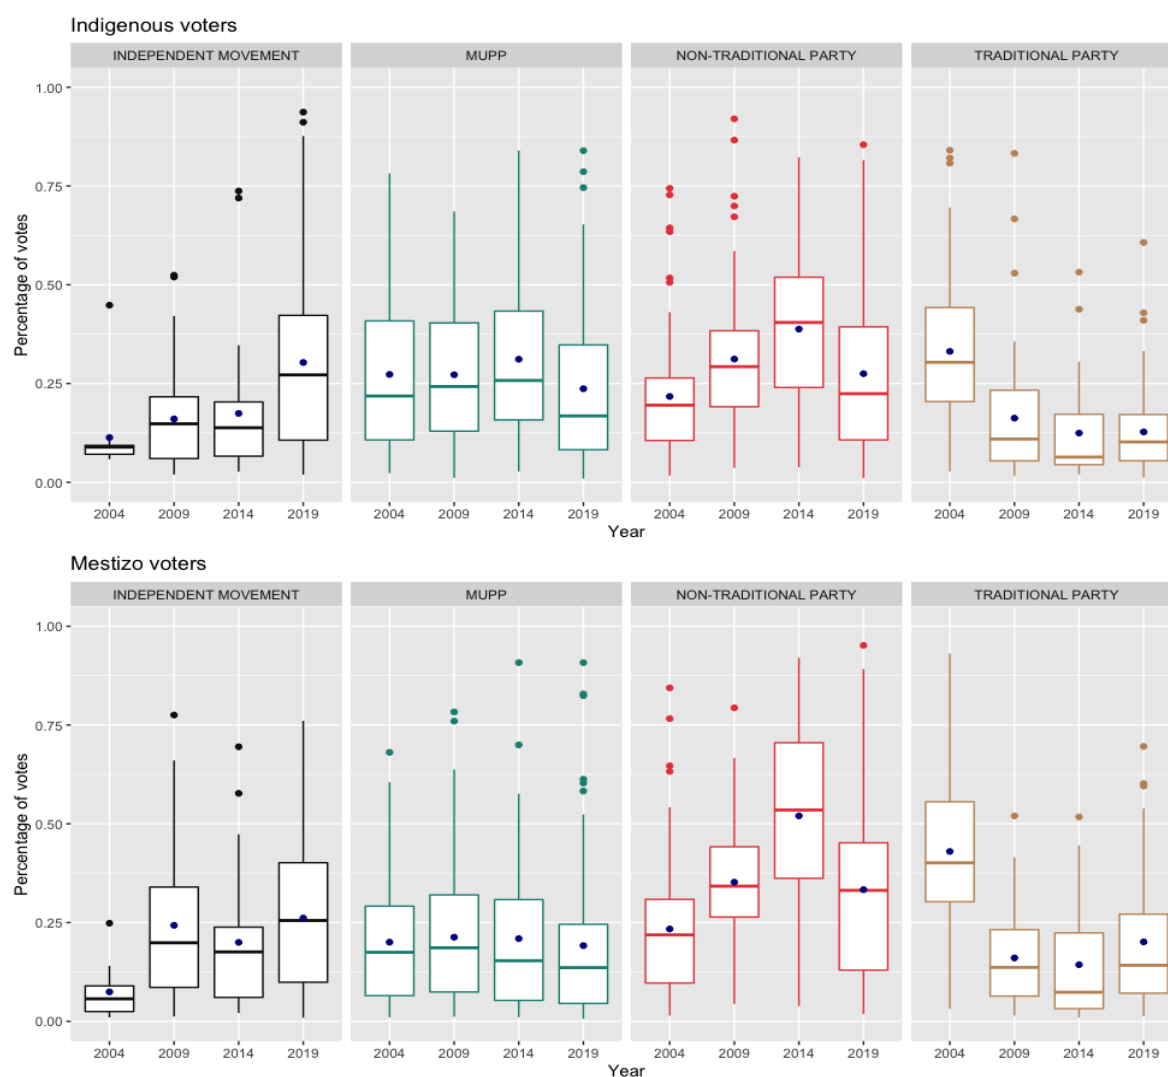 Indigenous voters
INDEPENDENT MOVEMENT MUPP NON-TRADITIONAL PARTY TRADITIONAL PARTY
1.00
0.75
0.50
0.25
0.00
Percentage of votes
2004 2009 2014 2019 2004 2009 2014 2019 2004 2009 2014 2019 2004 2009 2014 2019
Year
Mestizo voters
INDEPENDENT MOVEMENT MUPP NON-TRADITIONAL PARTY TRADITIONAL PARTY
1.00
0.75
0.50
0.25
0.00
Percentage of votes
2004 2009 2014 2019 2004 2009 2014 2019 2004 2009 2014 2019 2004 2009 2014 2019
Year